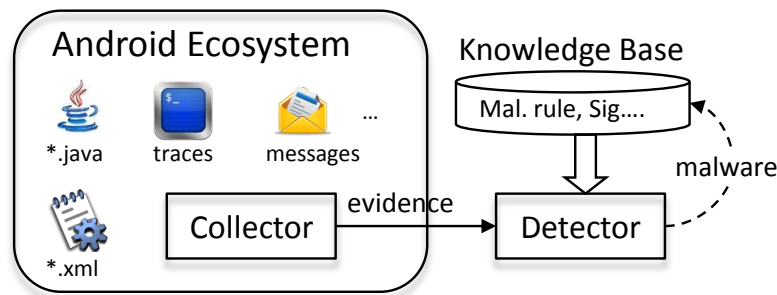 Android Ecosystem
Knowledge Base
$_
Mal. rule, Sig....
...
*.java
traces
messages
malware
evidence
Collector
Detector
*.xml